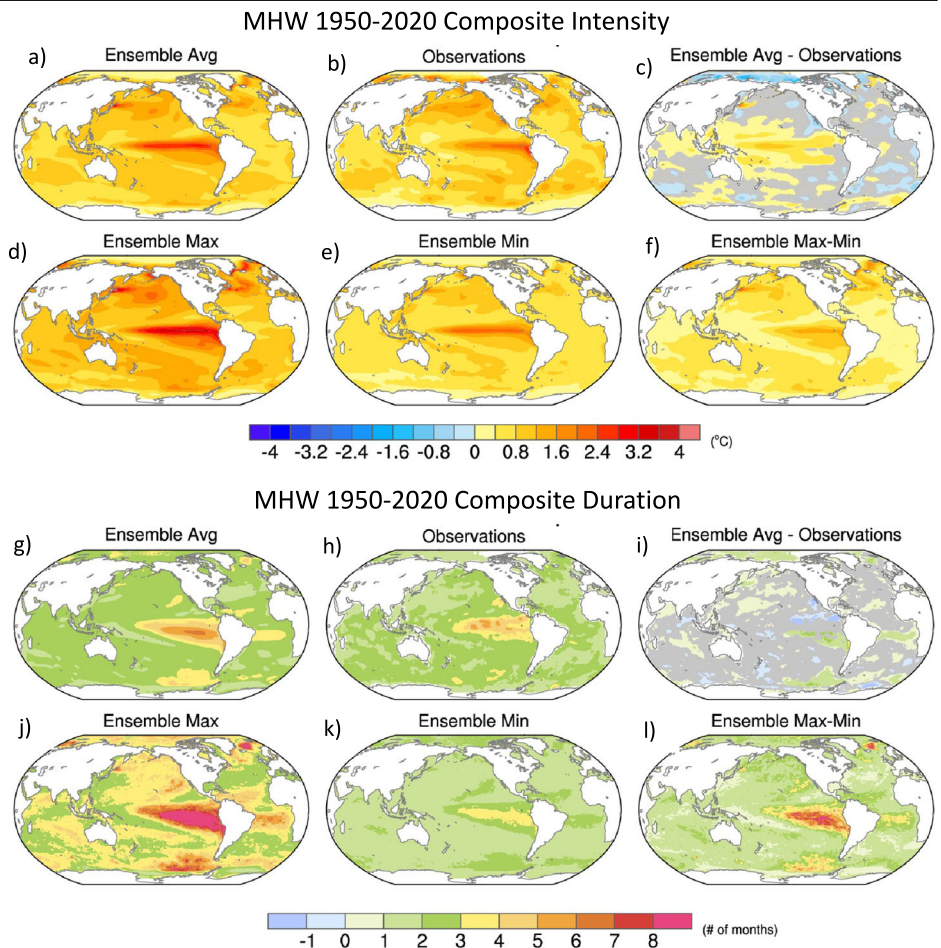 MHW 1950-2020 Composite Intensity
a) Ensemble Avg
b) Observations
c) Ensemble Avg - Observations
d) Ensemble Max
e) Ensemble Min
f) Ensemble Max-Min
-4 -3.2 -2.4 -1.6 -0.8 0 0.8 1.6 2.4 3.2 4 (°C)
MHW 1950-2020 Composite Duration
g) Ensemble Avg
h) Observations
i) Ensemble Avg - Observations
j) Ensemble Max
k) Ensemble Min
l) Ensemble Max-Min
-1 0 1 2 3 4 5 6 7 8 (# of months)